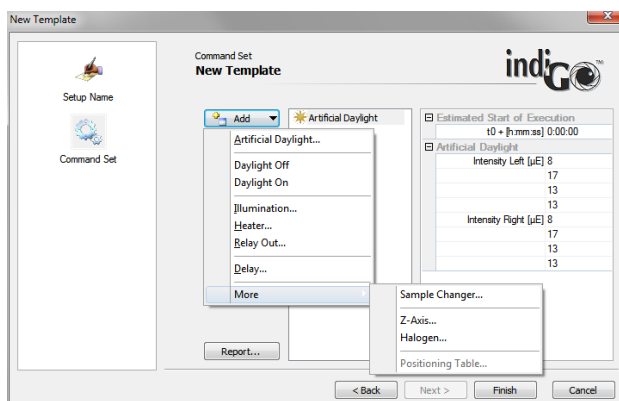 New Template
Setup Name
Command Set
Command Set
New Template
indiGo™
Add
Artificial Daylight...
Daylight Off
Daylight On
Illumination...
Heater...
Relay Out...
Delay...
More
Sample Changer...
Z-Axis...
Halogen...
Positioning Table...
Artificial Daylight
Estimated Start of Execution
t0 + [h:mm:ss] 0:00:00
Artificial Daylight
Intensity Left [µE] 8
17
13
13
Intensity Right [µE] 8
17
13
13
Report...
< Back Next > Finish Cancel